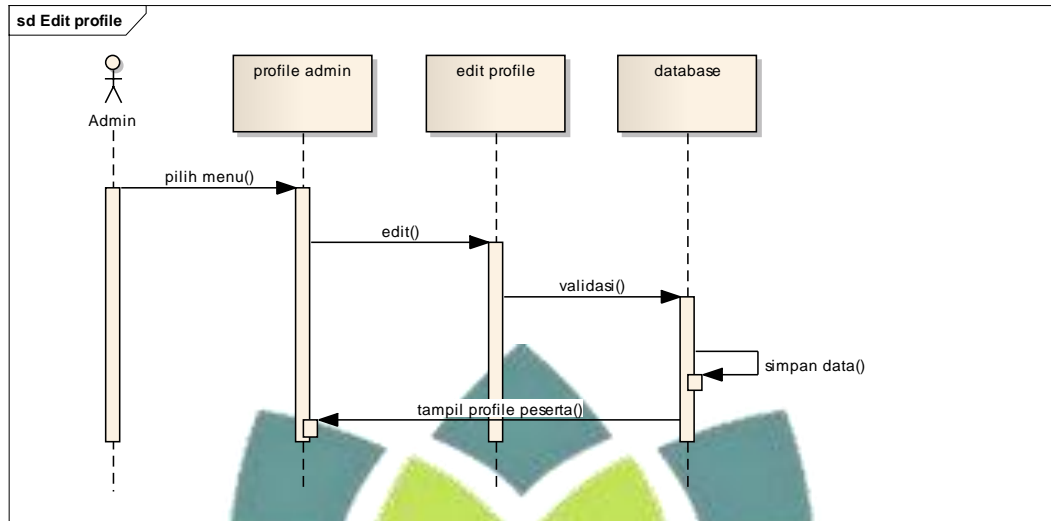 sd Edit profile
Admin
profile admin
edit profile
database
pilih menu()
edit()
validasi()
simpan data()
tampil profile peserta()